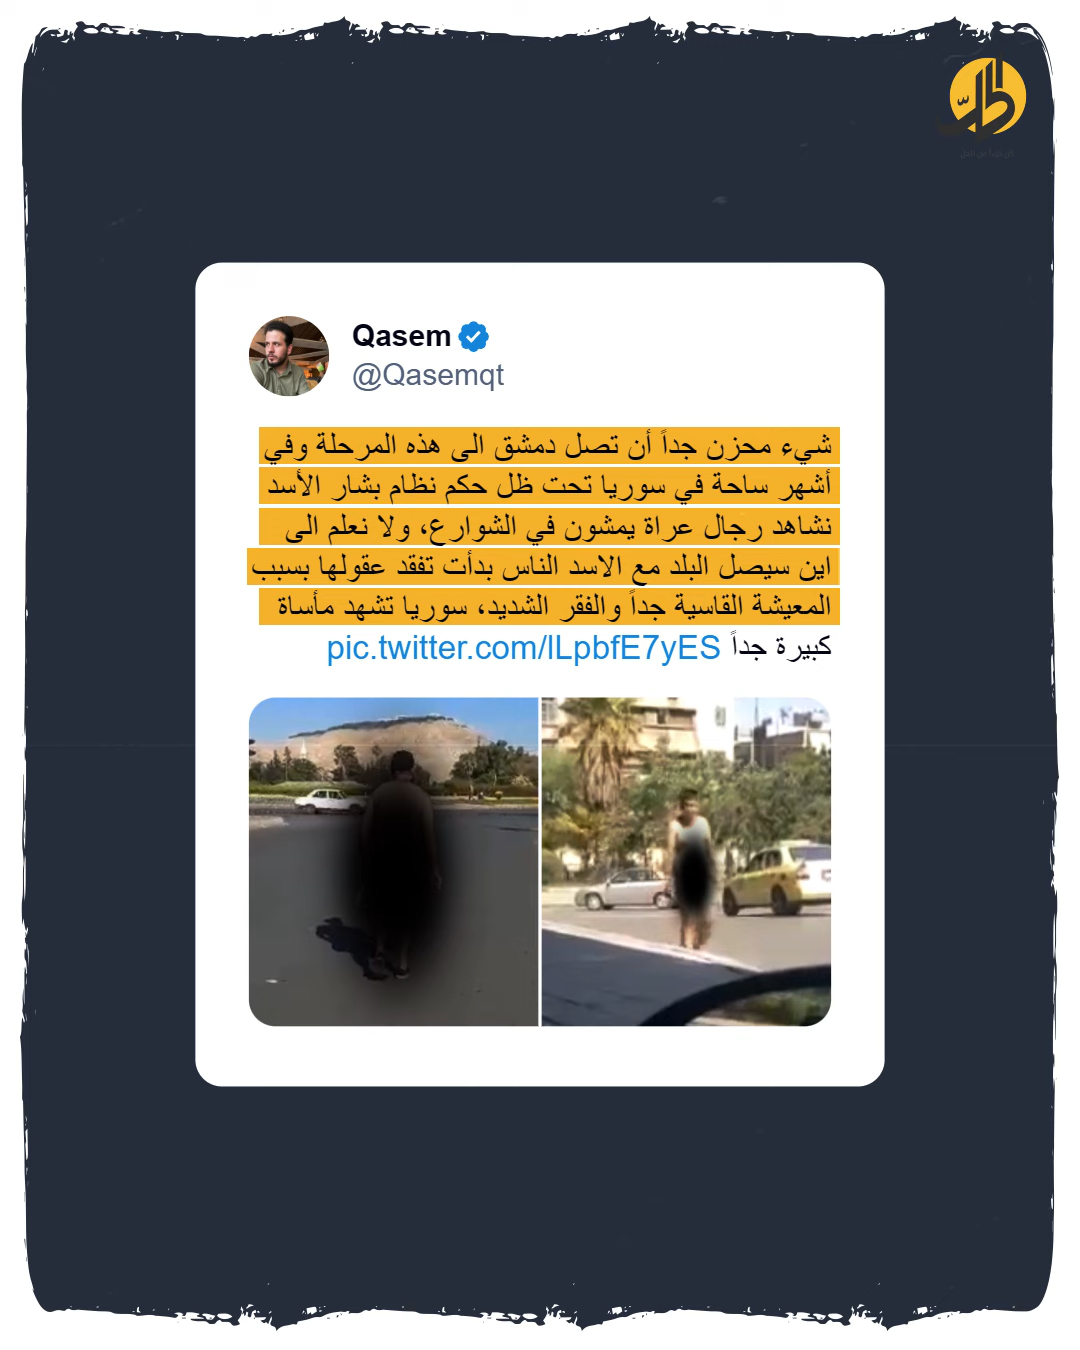 الحلّ
Qasem
@Qasemqt
شيء محزن جداً أن تصل دمشق الى هذه المرحلة وفي
أشهر ساحة في سوريا تحت ظل حكم نظام بشار الأسد
نشاهد رجال عراة يمشون في الشوارع، ولا نعلم الى
اين سيصل البلد مع الاسد الناس بدأت تفقد عقولها بسبب
المعيشة القاسية جداً والفقر الشديد، سوريا تشهد مأساة
كبيرة جداً pic.twitter.com/lLpbfE7yES